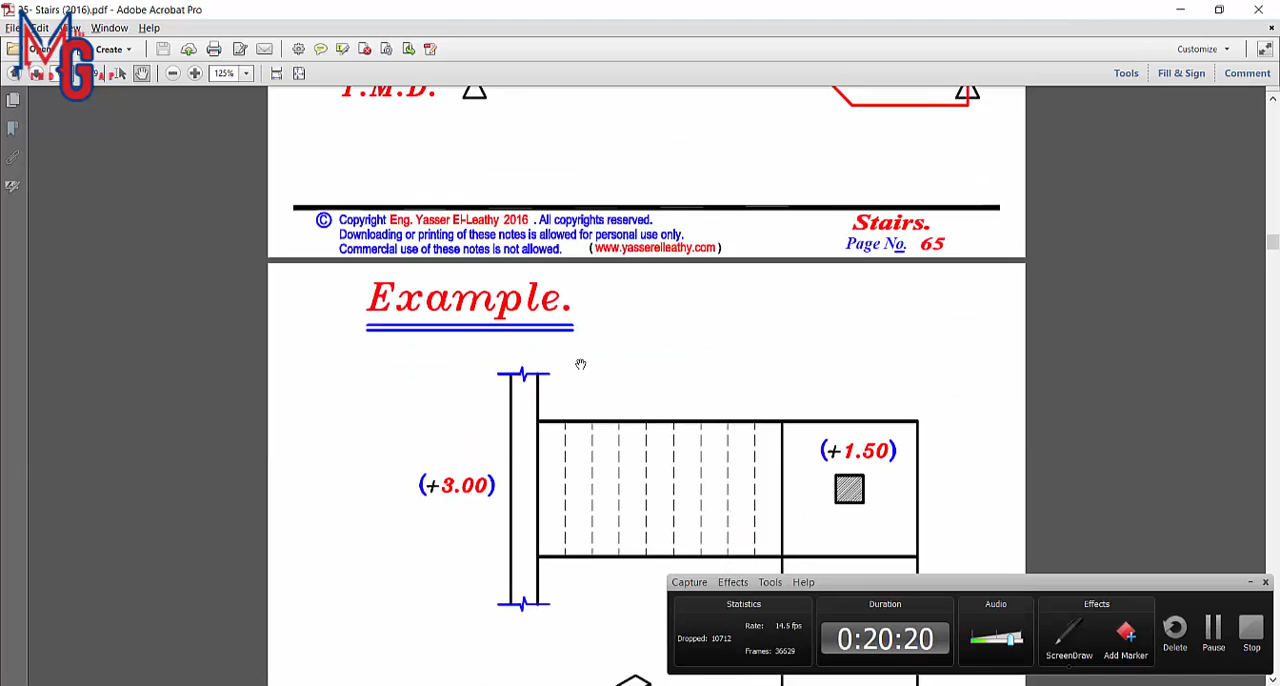 25- Stairs (2016).pdf - Adobe Acrobat Pro
Window Help
Create
Customize
125%
Tools Fill & Sign Comment
T.M.D.
© Copyright Eng. Yasser El-Leathy 2016 . All copyrights reserved.
Downloading or printing of these notes is allowed for personal use only.
Commercial use of these notes is not allowed. ( www.yasserelleathy.com )
Stairs.
Page No. 65
Example.
(+1.50)
(+3.00)
Capture Effects Tools Help
Statistics
Rate: 14.5 fps
Dropped: 10712
Frames: 36629
Duration
0:20:20
Audio
Effects
ScreenDraw
Add Marker
Delete
Pause
Stop
MG